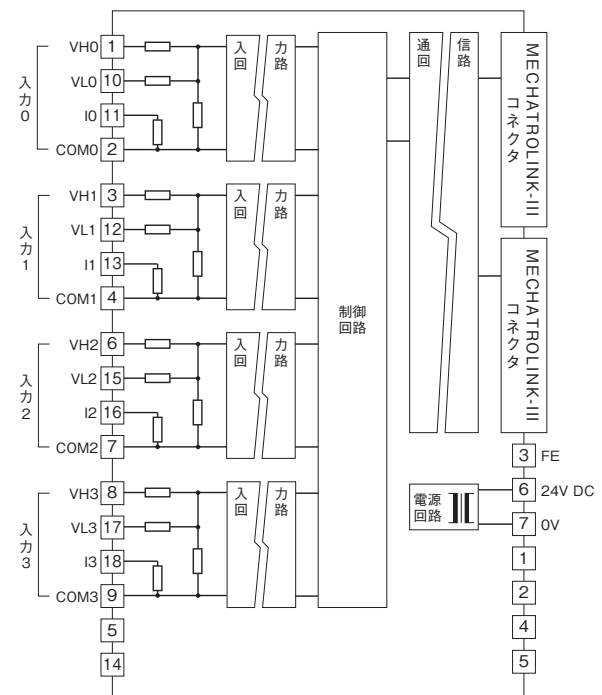 入力0
VH0 1
VL0 10
I0 11
COM0 2
入回 力路
入力1
VH1 3
VL1 12
I1 13
COM1 4
入回 力路
入力2
VH2 6
VL2 15
I2 16
COM2 7
入回 力路
入力3
VH3 8
VL3 17
I3 18
COM3 9
入回 力路
5
14
制御
回路
通回 信路
MECHATROLINK-III
コネクタ
MECHATROLINK-III
コネクタ
3 FE
電源
回路
6 24V DC
7 0V
1
2
4
5